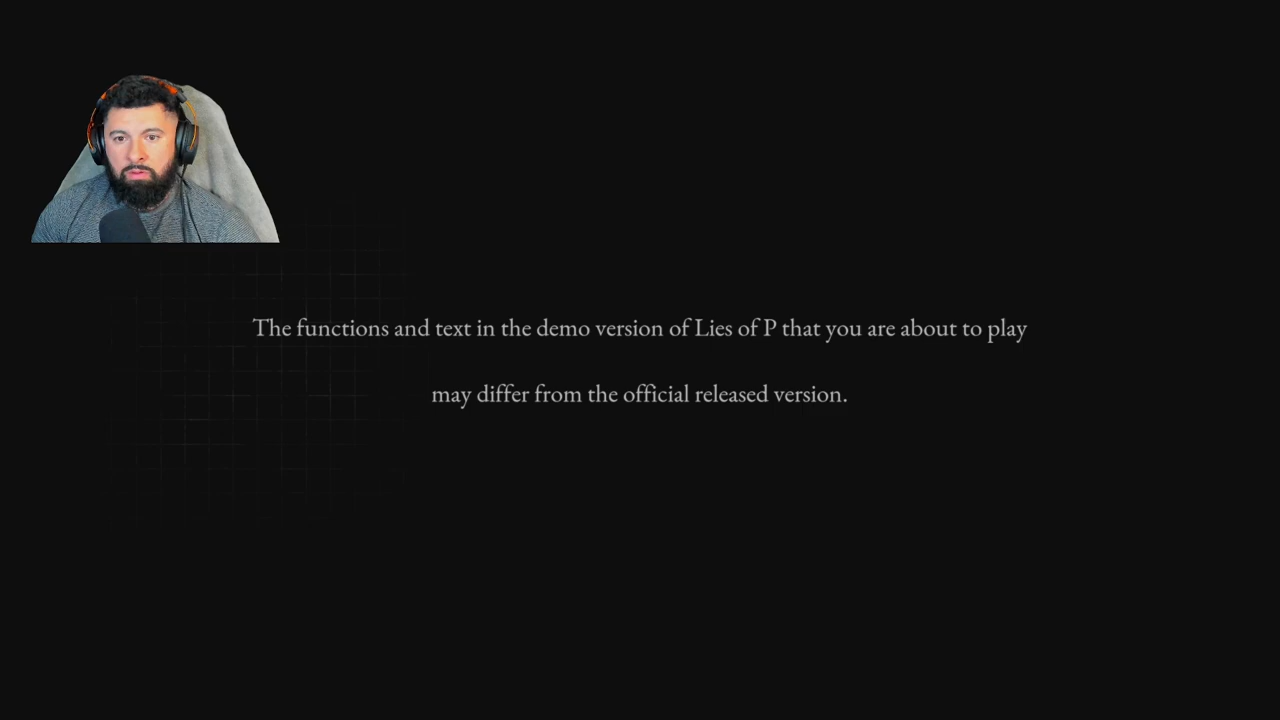 The functions and text in the demo version of Lies of P that you are about to play
may differ from the official released version.